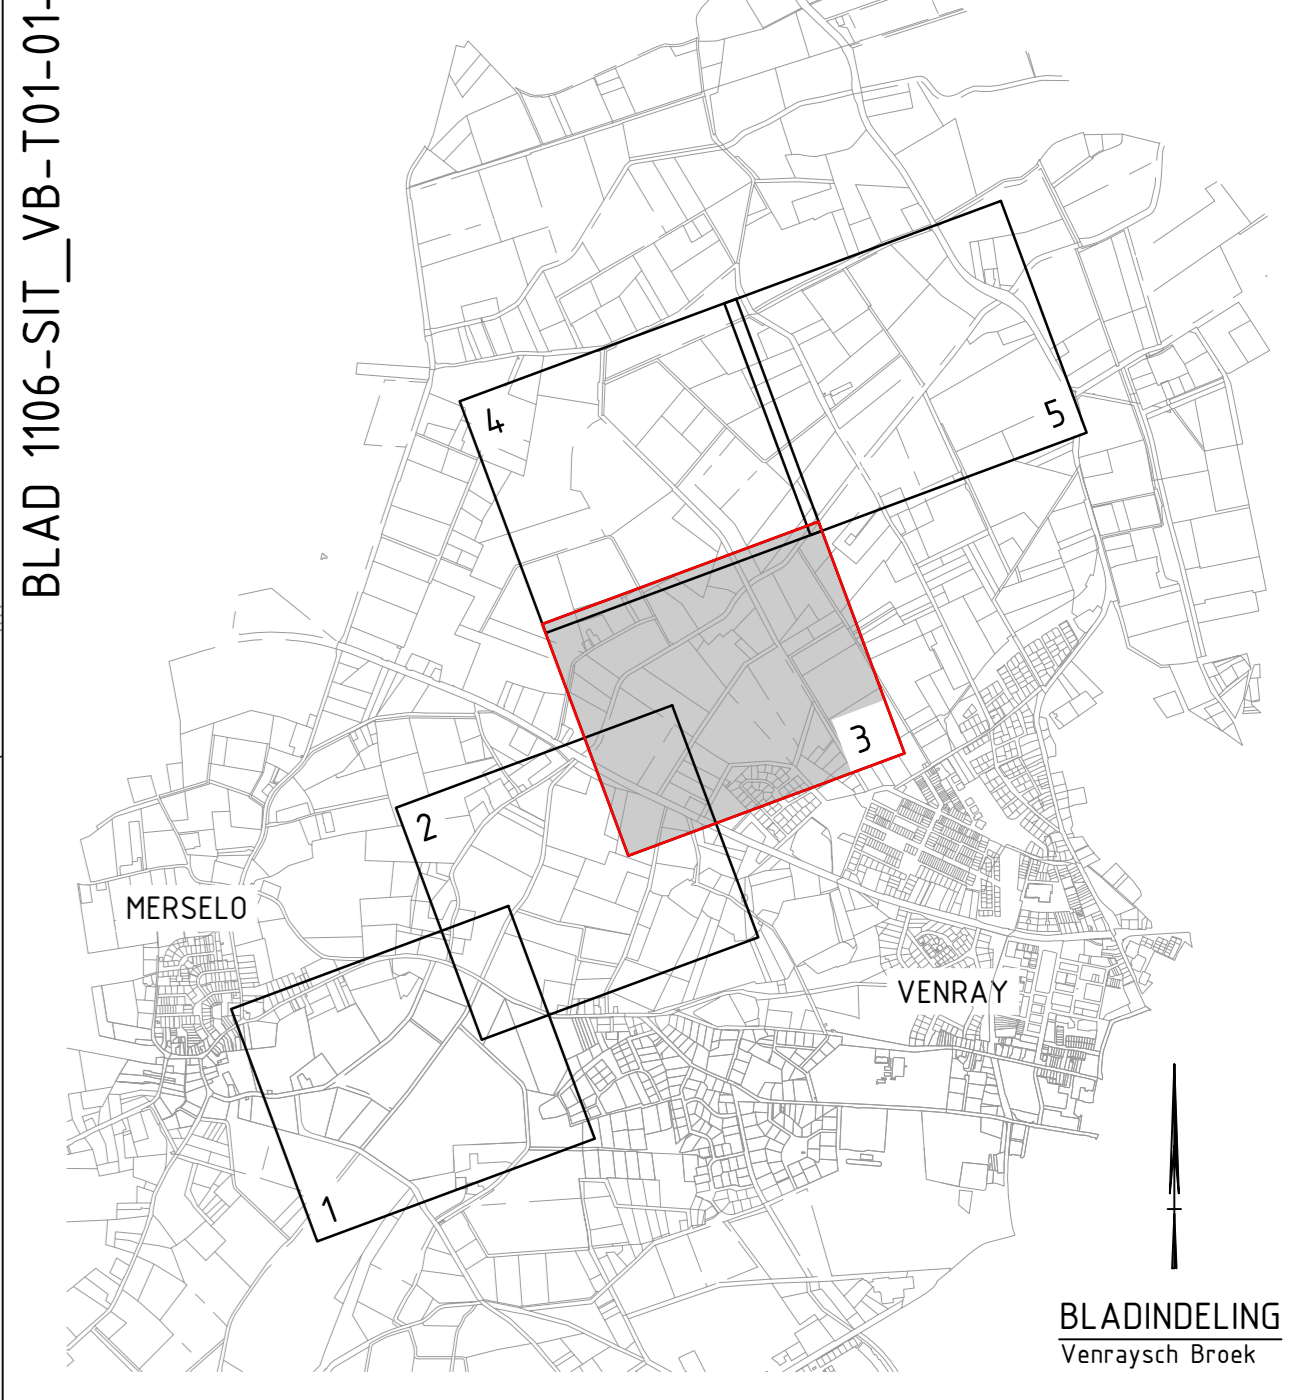 BLAD 1106-SIT_VB-T01-01-
5
4
3
2
MERSELO
VENRAY
1
BLADINDELING
Venraysch Broek